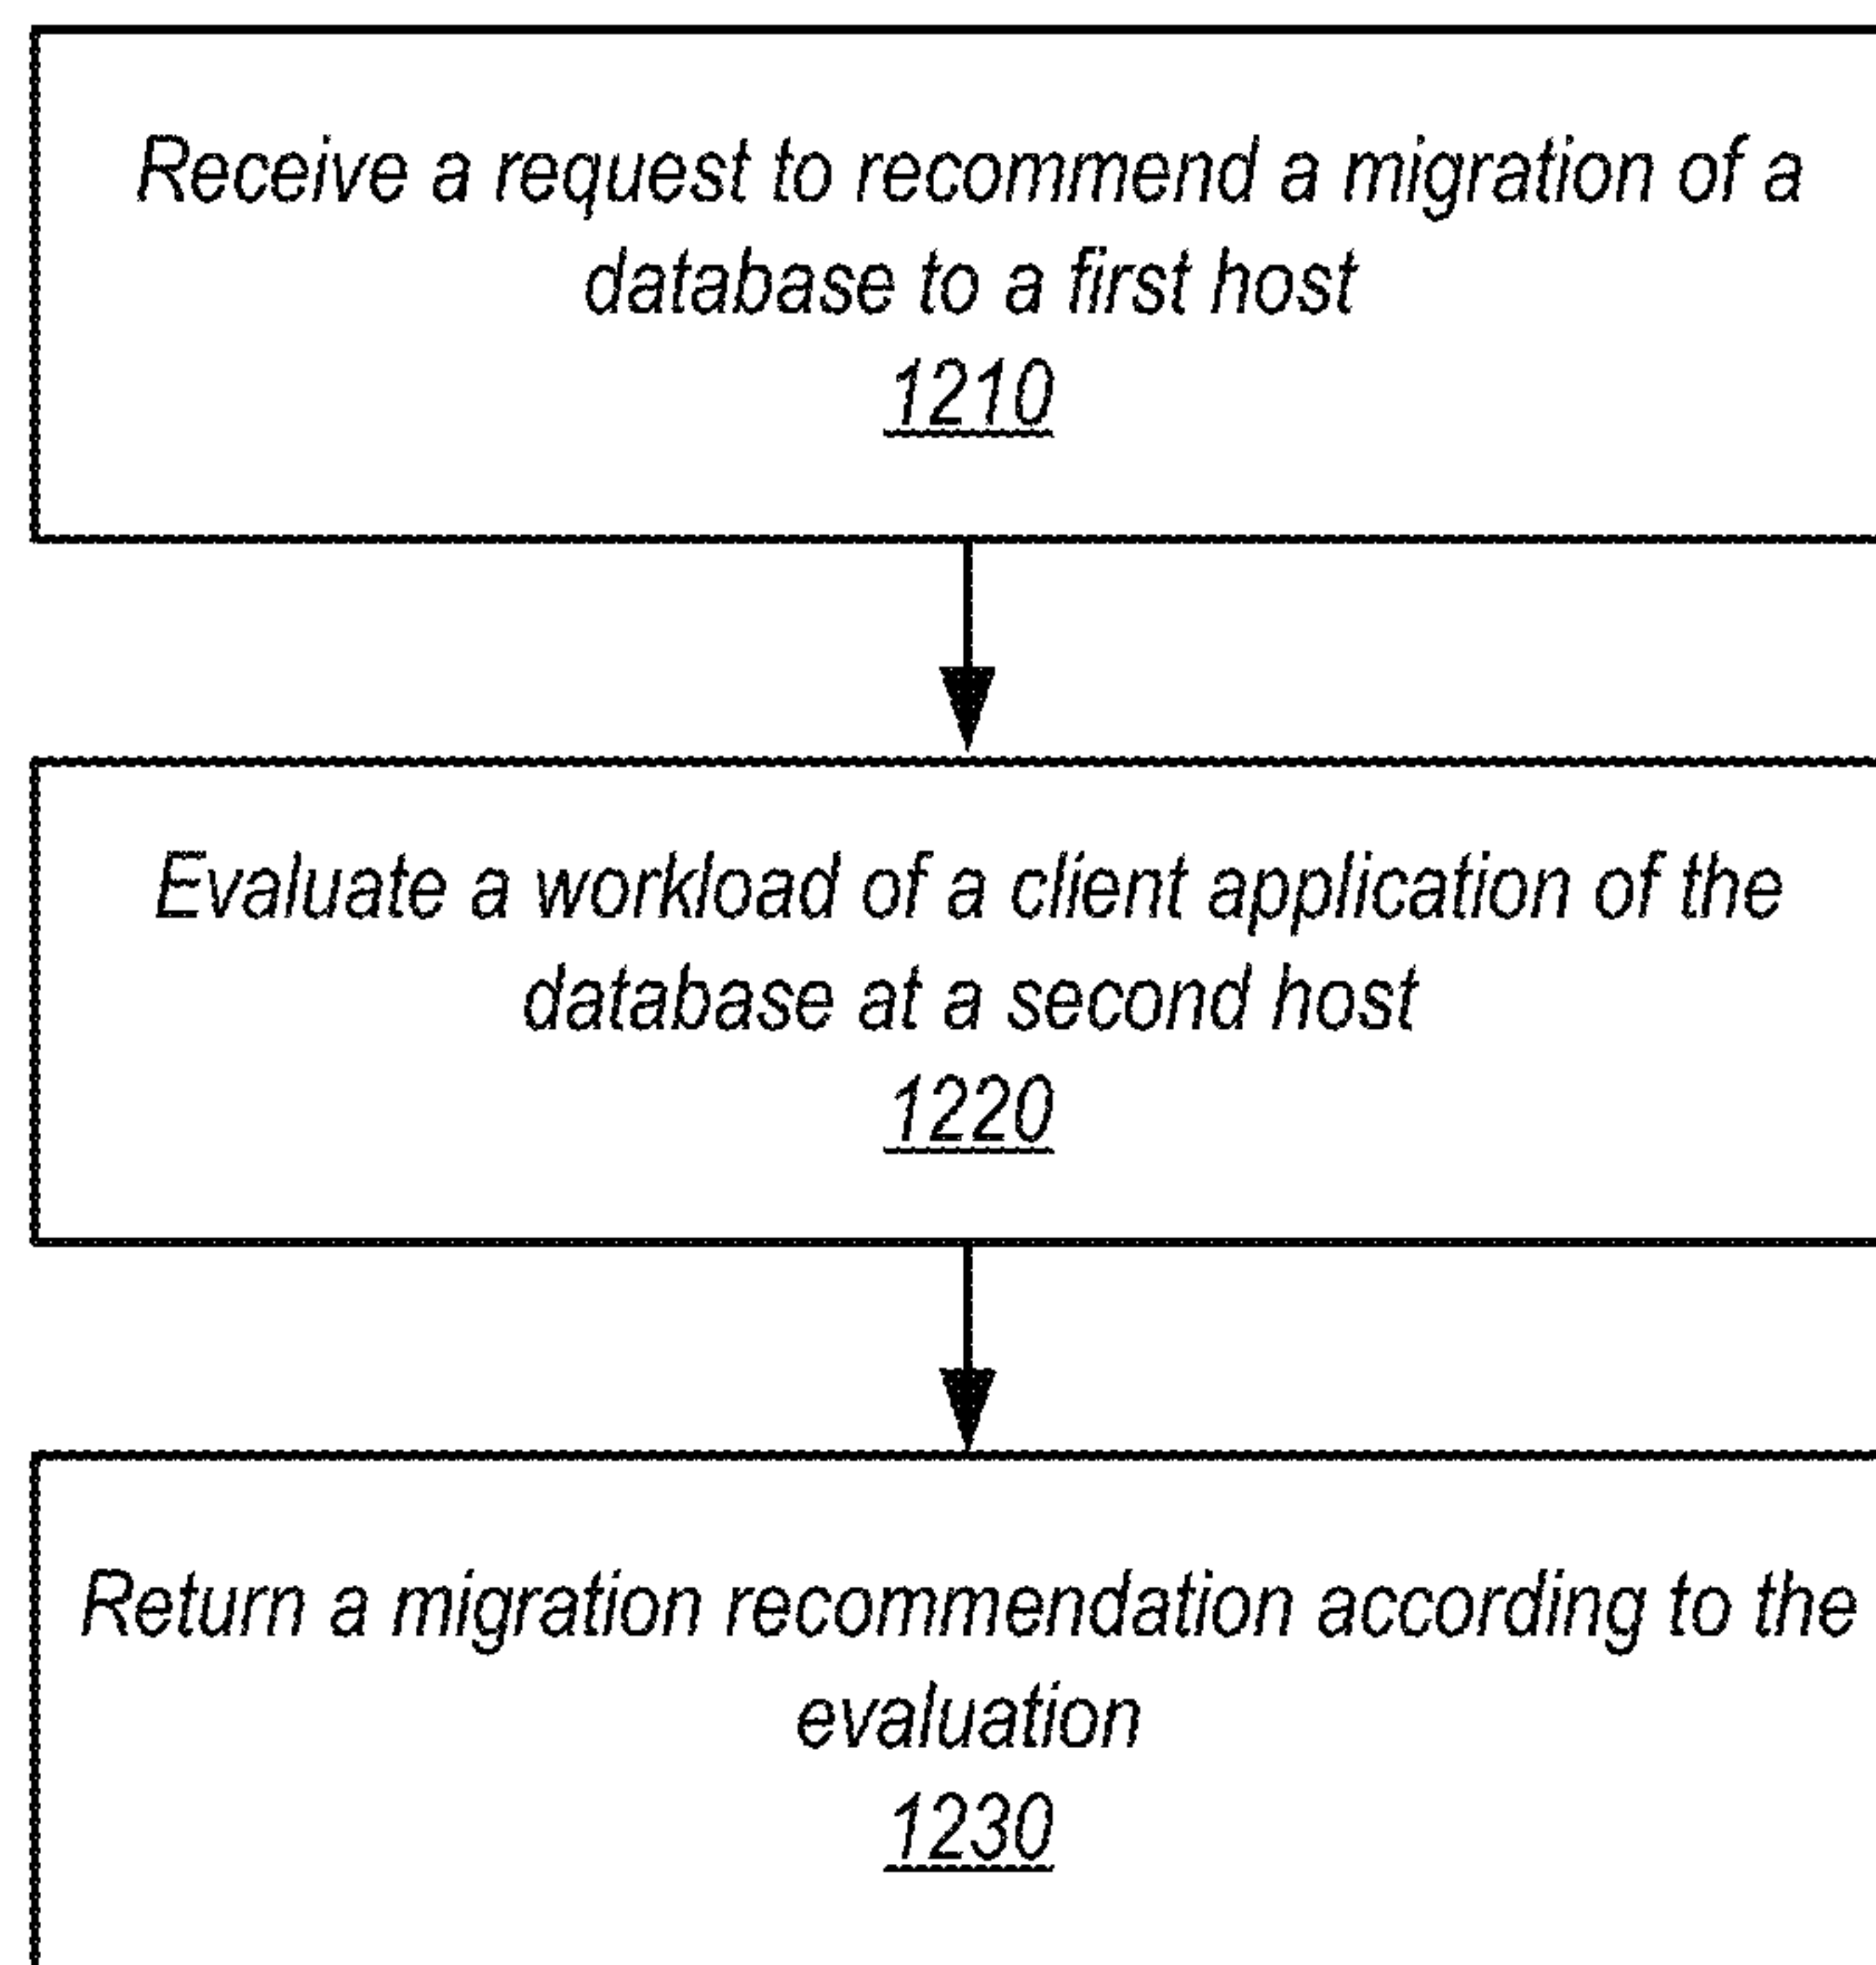 Receive a request to recommend a migration of a
database to a first host
1210
Evaluate a workload of a client application of the
database at a second host
1220
Return a migration recommendation according to the
evaluation
1230